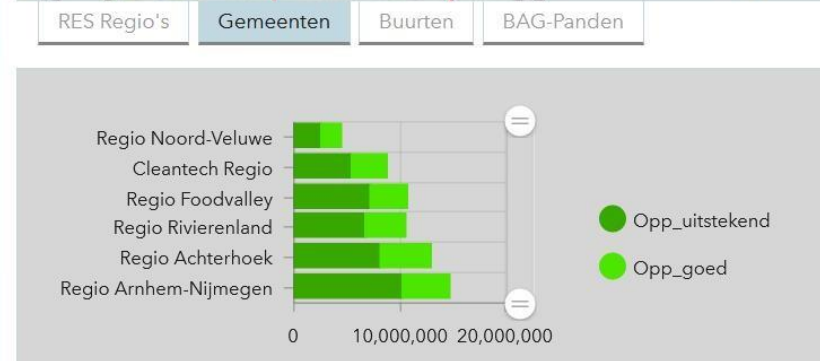 RES Regio's Gemeenten Buurten BAG-Panden
Regio Noord-Veluwe
Cleantech Regio
Regio Foodvalley
Regio Rivierenland
Regio Achterhoek
Regio Arnhem-Nijmegen
0 10,000,000 20,000,000
Opp_uitstekend
Opp_goed